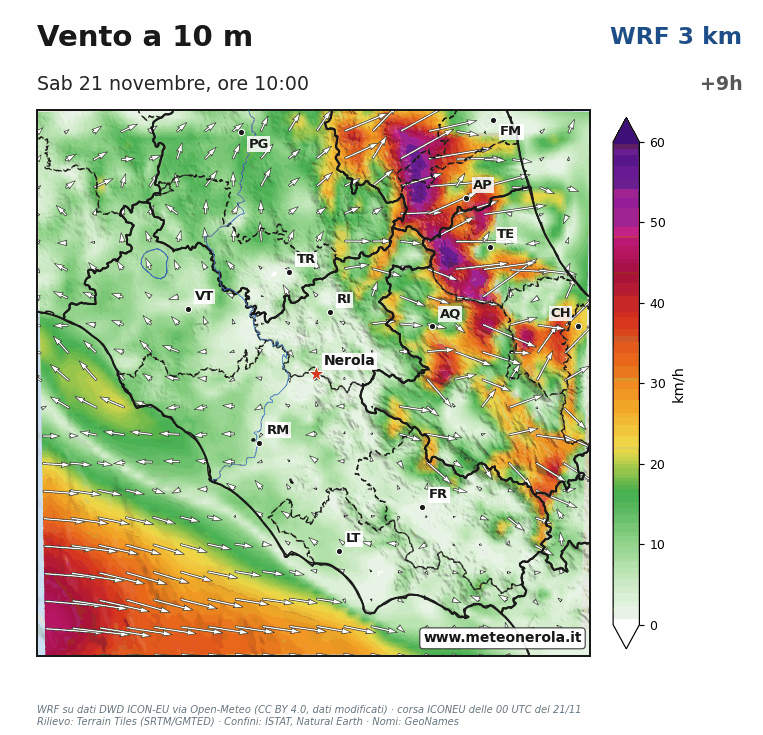 Vento a 10 m
WRF 3 km
Sab 21 novembre, ore 10:00
+9h
FM
PG
AP
TE
TR
VT
RI
AQ
CH
Nerola
RM
FR
LT
www.meteonerola.it
60
50
40
30
20
10
0
km/h
WRF su dati DWD ICON-EU via Open-Meteo (CC BY 4.0, dati modificati) · corsa ICONEU delle 00 UTC del 21/11
Rilievo: Terrain Tiles (SRTM/GMTED) · Confini: ISTAT, Natural Earth · Nomi: GeoNames